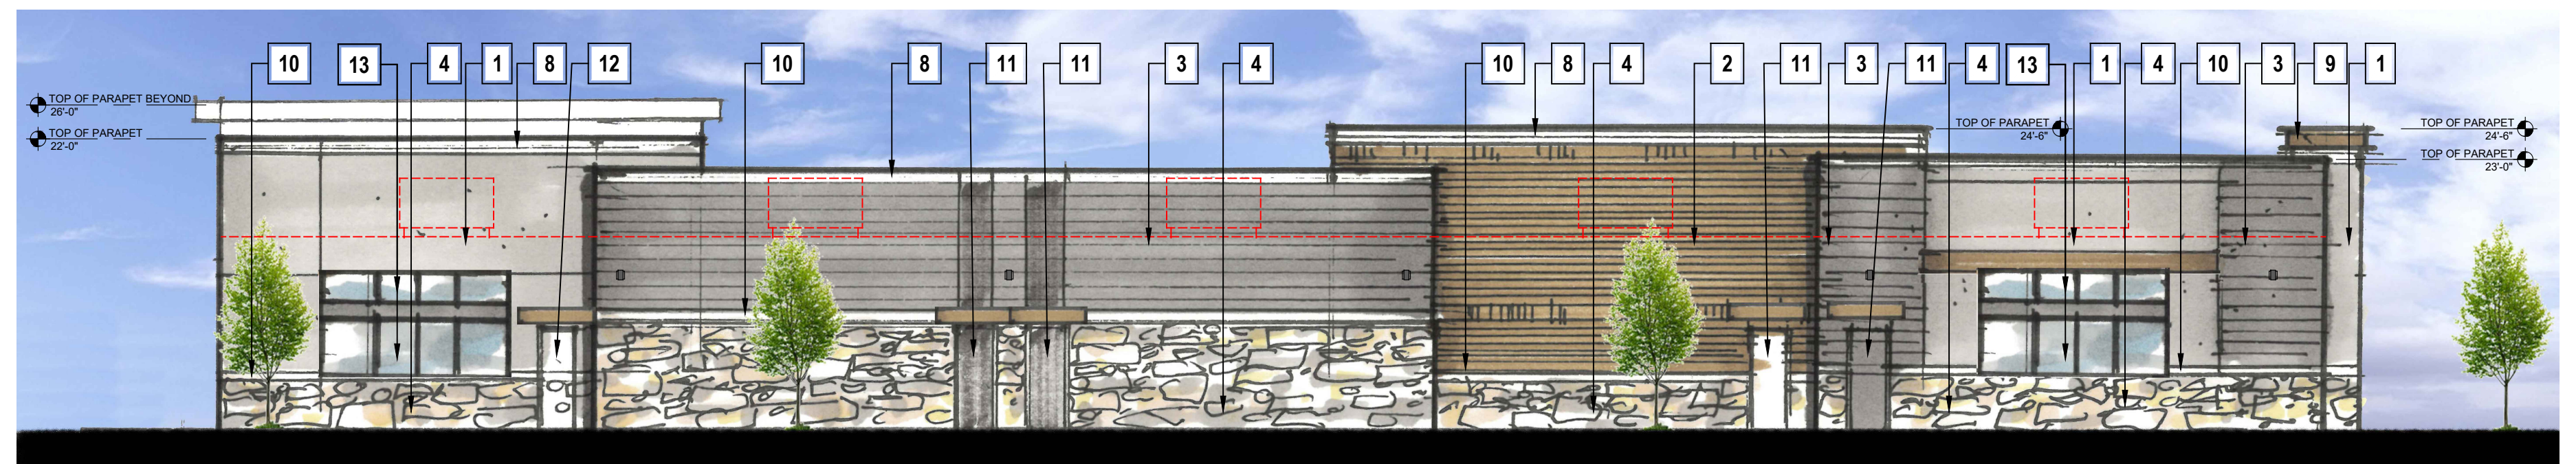 10 13 4 1 8 12 10 8 11 11 3 4 10 8 4 2 11 3 11 4 13 1 4 10 3 9 1
TOP OF PARAPET BEYOND
26'-0"
TOP OF PARAPET
22'-0"
TOP OF PARAPET
24'-6"
TOP OF PARAPET
24'-6"
TOP OF PARAPET
23'-0"